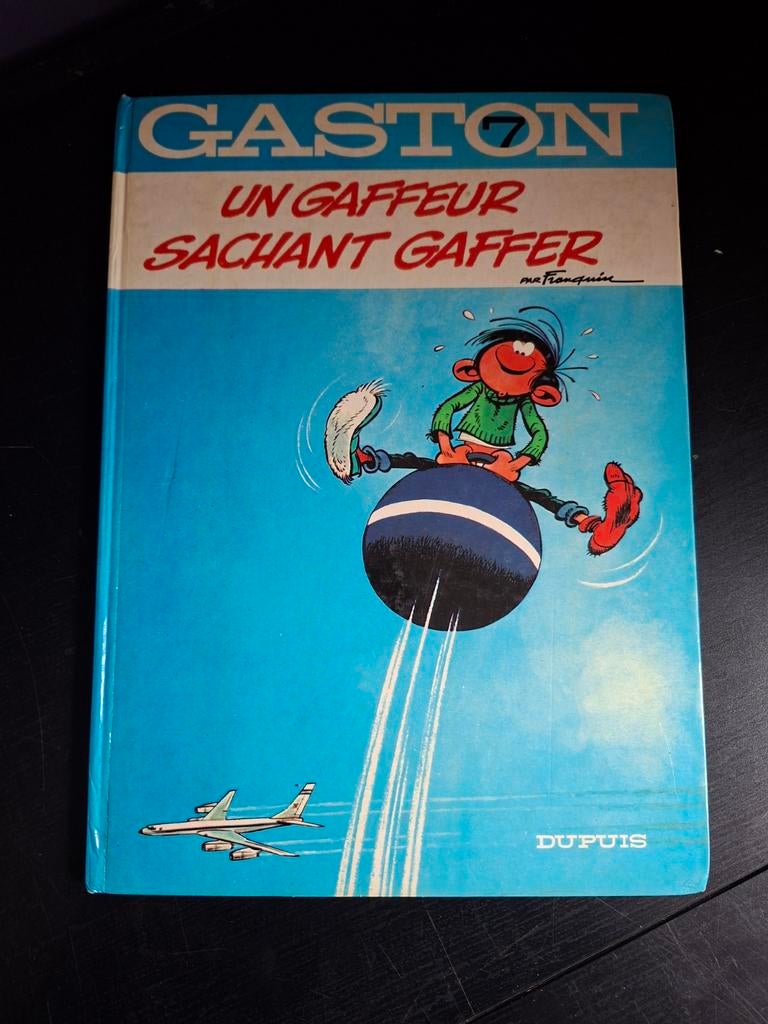 GASTON
7
UN GAFFEUR
SACHANT GAFFER
PAR Franquin
DUPUIS